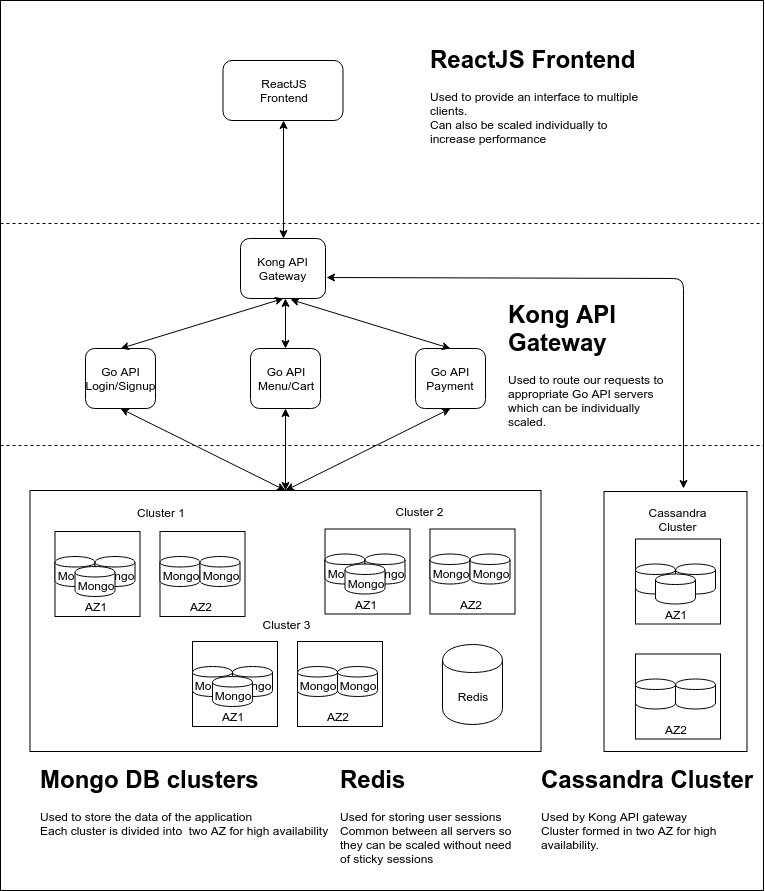 ReactJS
Frontend
ReactJS Frontend
Used to provide an interface to multiple
clients.
Can also be scaled individually to
increase performance
Kong API
Gateway
Kong API
Gateway
Used to route our requests to
appropriate Go API servers
which can be individually
scaled.
Go API
Login/Signup
Go API
Menu/Cart
Go API
Payment
Cluster 1
Mo
ngo
Mongo
AZ1
Mongo
Mongo
AZ2
Cluster 2
Mo
ngo
Mongo
AZ1
Mongo
Mongo
AZ2
Cluster 3
Mo
ngo
Mongo
AZ1
Mongo
Mongo
AZ2
Redis
Cassandra
Cluster
AZ1
AZ2
Mongo DB clusters
Used to store the data of the application
Each cluster is divided into  two AZ for high availability
Redis
Used for storing user sessions
Common between all servers so
they can be scaled without need
of sticky sessions
Cassandra Cluster
Used by Kong API gateway
Cluster formed in two AZ for high
availability.